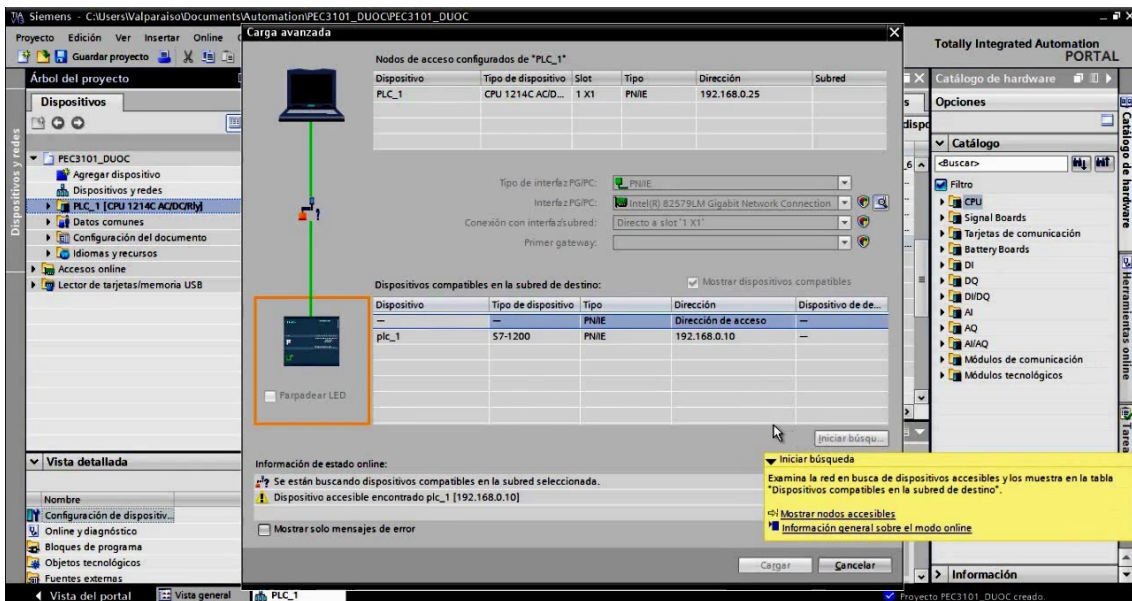 Siemens - C:\Users\Valparaiso\Documents\Automation\PEC3101_DUOC\PEC3101_DUOC
Proyecto Edición Ver Insertar Online
Guardar proyecto
Totally Integrated Automation
PORTAL
Árbol del proyecto
Dispositivos
Dispositivos y redes
PEC3101_DUOC
Agregar dispositivo
Dispositivos y redes
PLC_1 [CPU 1214C AC/DC/Rly]
Datos comunes
Configuración del documento
Idiomas y recursos
Accesos online
Lector de tarjetas/memoria USB
Vista detallada
Nombre
Configuración de dispositiv...
Online y diagnóstico
Bloques de programa
Objetos tecnológicos
Fuentes externas
Carga avanzada
Nodos de acceso configurados de "PLC_1"
Dispositivo Tipo de dispositivo Slot Tipo Dirección Subred
PLC_1 CPU 1214C AC/D... 1 X1 PN/IE 192.168.0.25
Tipo de interfaz PG/PC: PN/IE
Interfaz PG/PC: Intel(R) 82579LM Gigabit Network Connection
Conexión con interfaz/subred: Directo a slot '1 X1'
Primer gateway:
Dispositivos compatibles en la subred de destino:
Mostrar dispositivos compatibles
Dispositivo Tipo de dispositivo Tipo Dirección Dispositivo de de...
— — PN/IE Dirección de acceso —
plc_1 S7-1200 PN/IE 192.168.0.10 —
Parpadear LED
Iniciar búsqu...
Información de estado online:
Se están buscando dispositivos compatibles en la subred seleccionada.
Dispositivo accesible encontrado plc_1 [192.168.0.10]
Mostrar solo mensajes de error
Cargar Cancelar
Iniciar búsqueda
Examina la red en busca de dispositivos accesibles y los muestra en la tabla
"Dispositivos compatibles en la subred de destino".
Mostrar nodos accesibles
Información general sobre el modo online
Catálogo de hardware
Opciones
Catálogo
<Buscar>
Filtro
CPU
Signal Boards
Tarjetas de comunicación
Battery Boards
DI
DQ
DI/DQ
AI
AQ
AI/AQ
Módulos de comunicación
Módulos tecnológicos
Información
Catálogo de hardware
Herramientas online
Tarea
Vista del portal
Vista general
PLC_1
Proyecto PEC3101_DUOC creado.